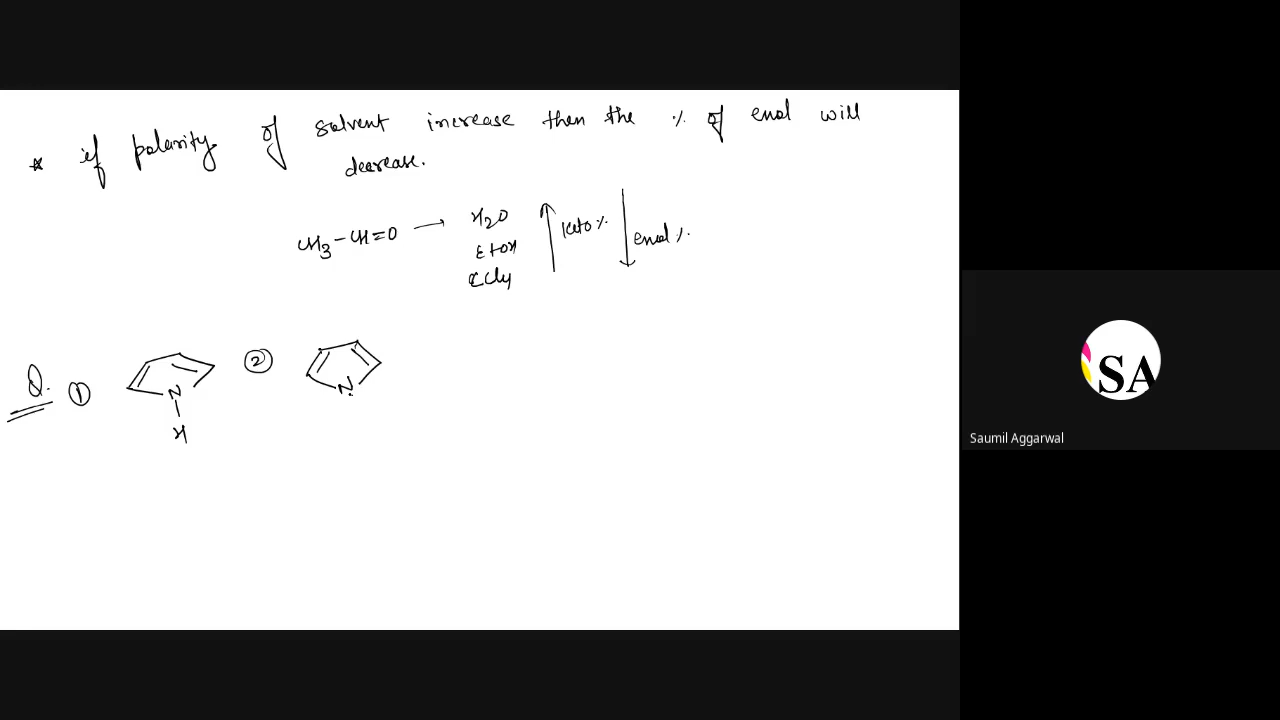 * if polarity of solvent increase then the % of enol will
decrease.
CH3-CH=O → H2O
EtOH
CCl4
Keto %
enol %.
Q. ① N H ② N
SA
Saumil Aggarwal